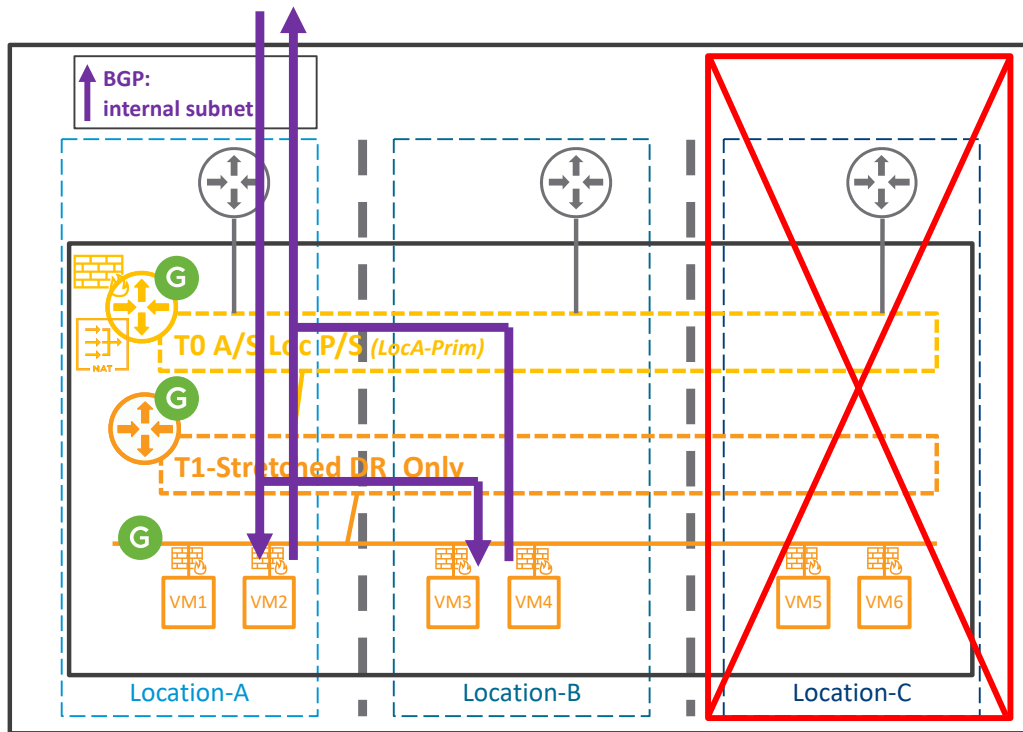 BGP:
internal subnet
G
NAT
T0 A/S Loc P/S (LocA-Prim)
G
T1-Stretched DR Only
G
VM1
VM2
VM3
VM4
VM5
VM6
Location-A
Location-B
Location-C